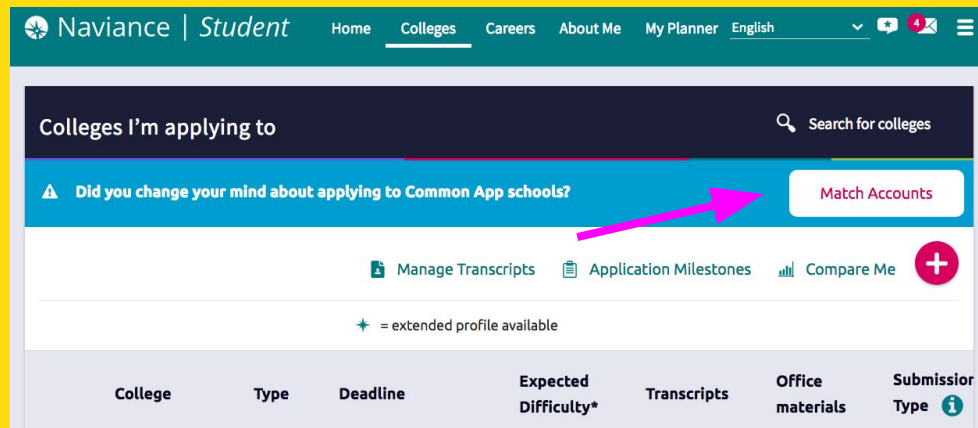 Naviance | Student Home Colleges Careers About Me My Planner English 4
Colleges I'm applying to Search for colleges
Did you change your mind about applying to Common App schools? Match Accounts
Manage Transcripts Application Milestones Compare Me +
= extended profile available
College Type Deadline Expected Difficulty* Transcripts Office materials Submission Type i